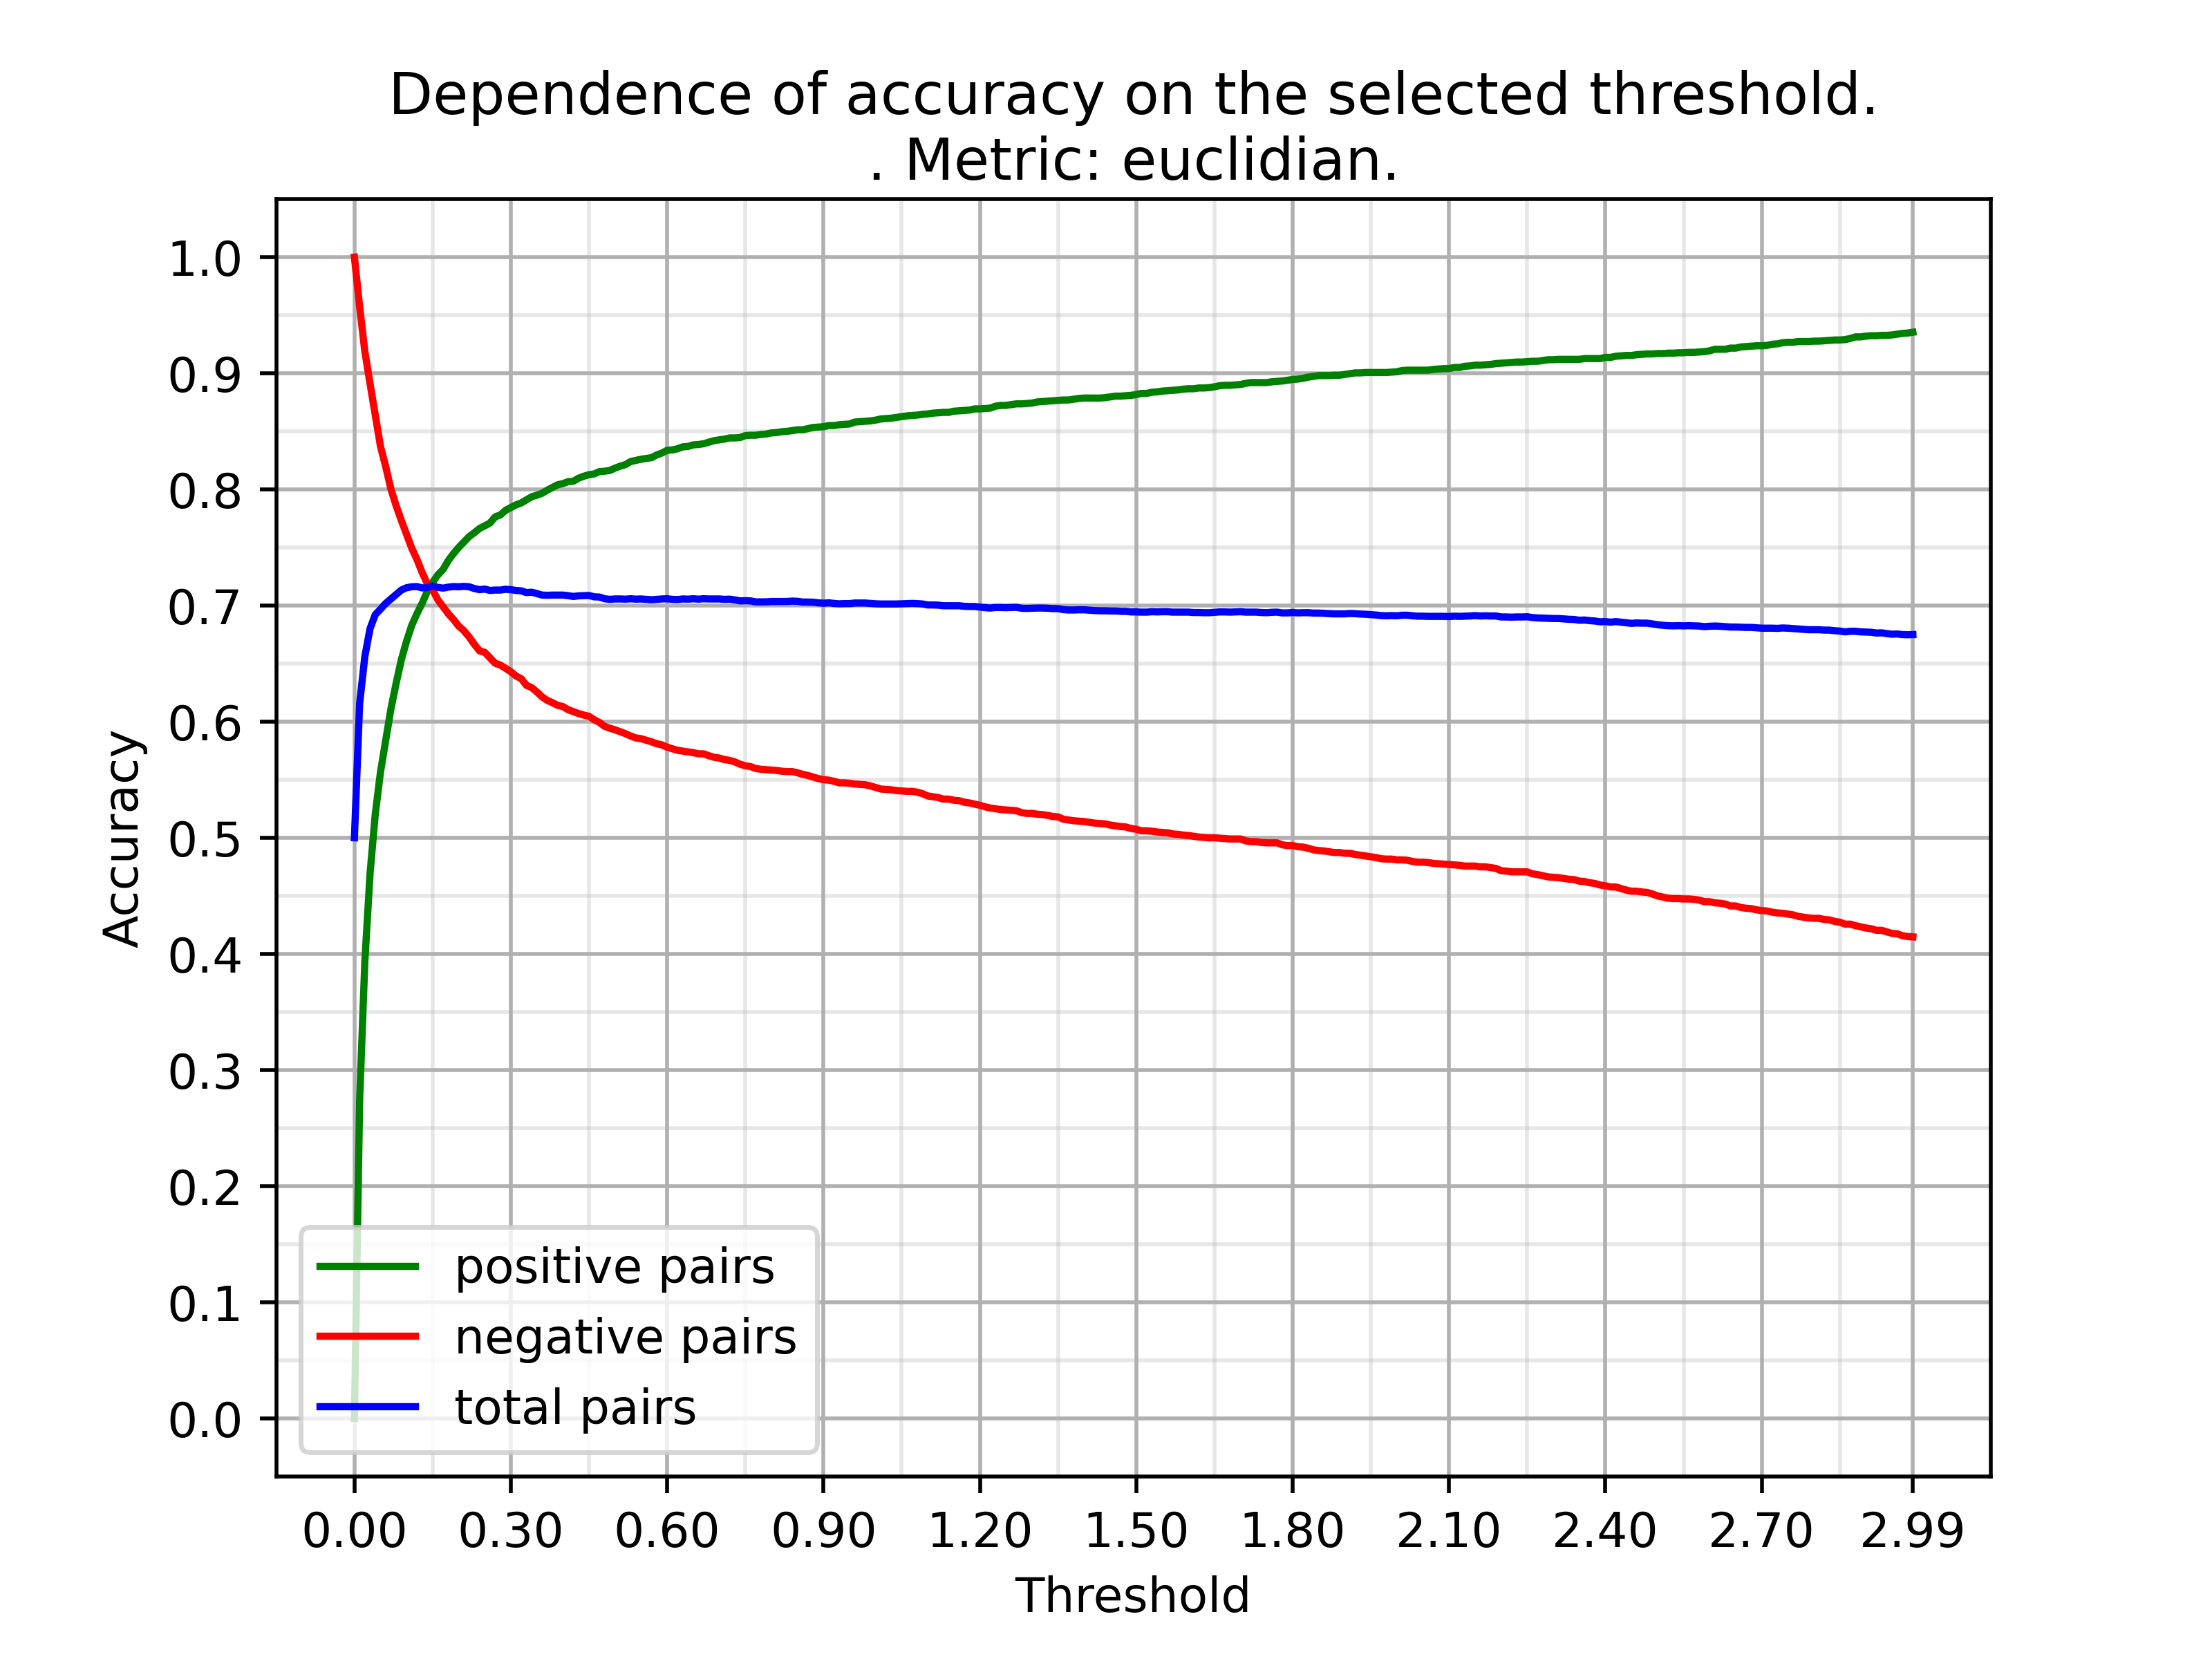 Dependence of accuracy on the selected threshold.
. Metric: euclidian.
Accuracy
1.0
0.9
0.8
0.7
0.6
0.5
0.4
0.3
0.2
0.1
0.0
positive pairs
negative pairs
total pairs
0.00 0.30 0.60 0.90 1.20 1.50 1.80 2.10 2.40 2.70 2.99
Threshold